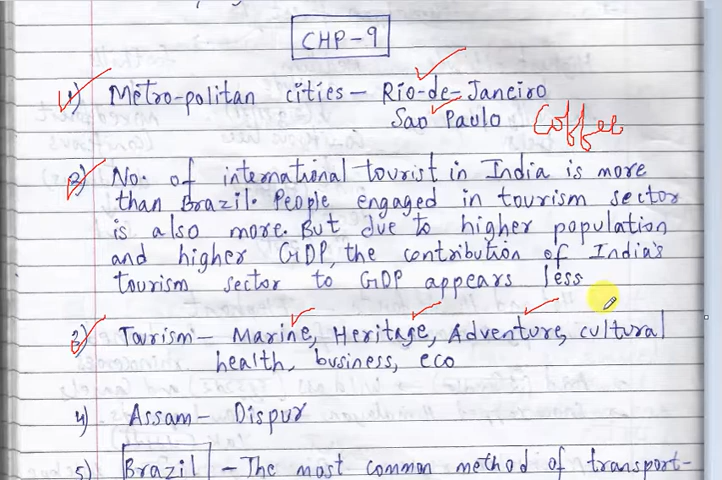 CHP-9
1) Metro-politan cities - Rio-de-Janeiro
Sao Paulo Coffee
2) No. of international tourist in India is more
than Brazil. People engaged in tourism sector
is also more. But due to higher population
and higher GDP, the contribution of India's
tourism sector to GDP appears less
3) Tourism - Marine, Heritage, Adventure, cultural
health, business, eco
4) Assam - Dispur
5) Brazil - The most common method of transport-